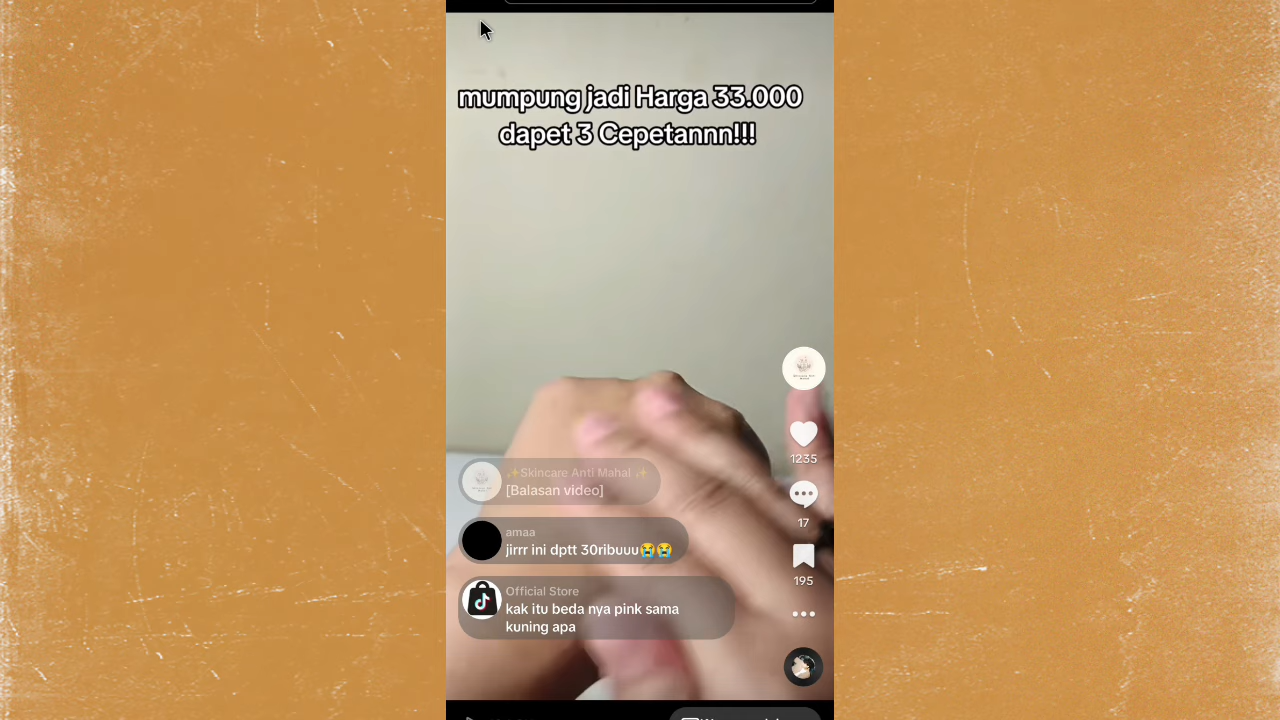 mumpung jadi Harga 33.000
dapet 3 Cepetannn!!!
1235
✨Skincare Anti Mahal ✨
[Balasan video]
17
amaa
jirrr ini dptt 30ribuuu😭😭
195
Official Store
kak itu beda nya pink sama
kuning apa